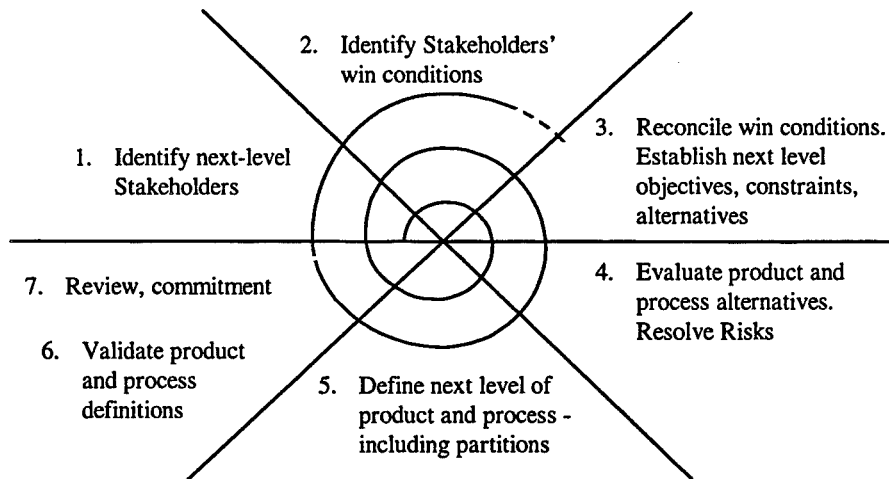 2. Identify Stakeholders'
win conditions
1. Identify next-level
Stakeholders
3. Reconcile win conditions.
Establish next level
objectives, constraints,
alternatives
7. Review, commitment
4. Evaluate product and
process alternatives.
Resolve Risks
6. Validate product
and process
definitions
5. Define next level of
product and process -
including partitions